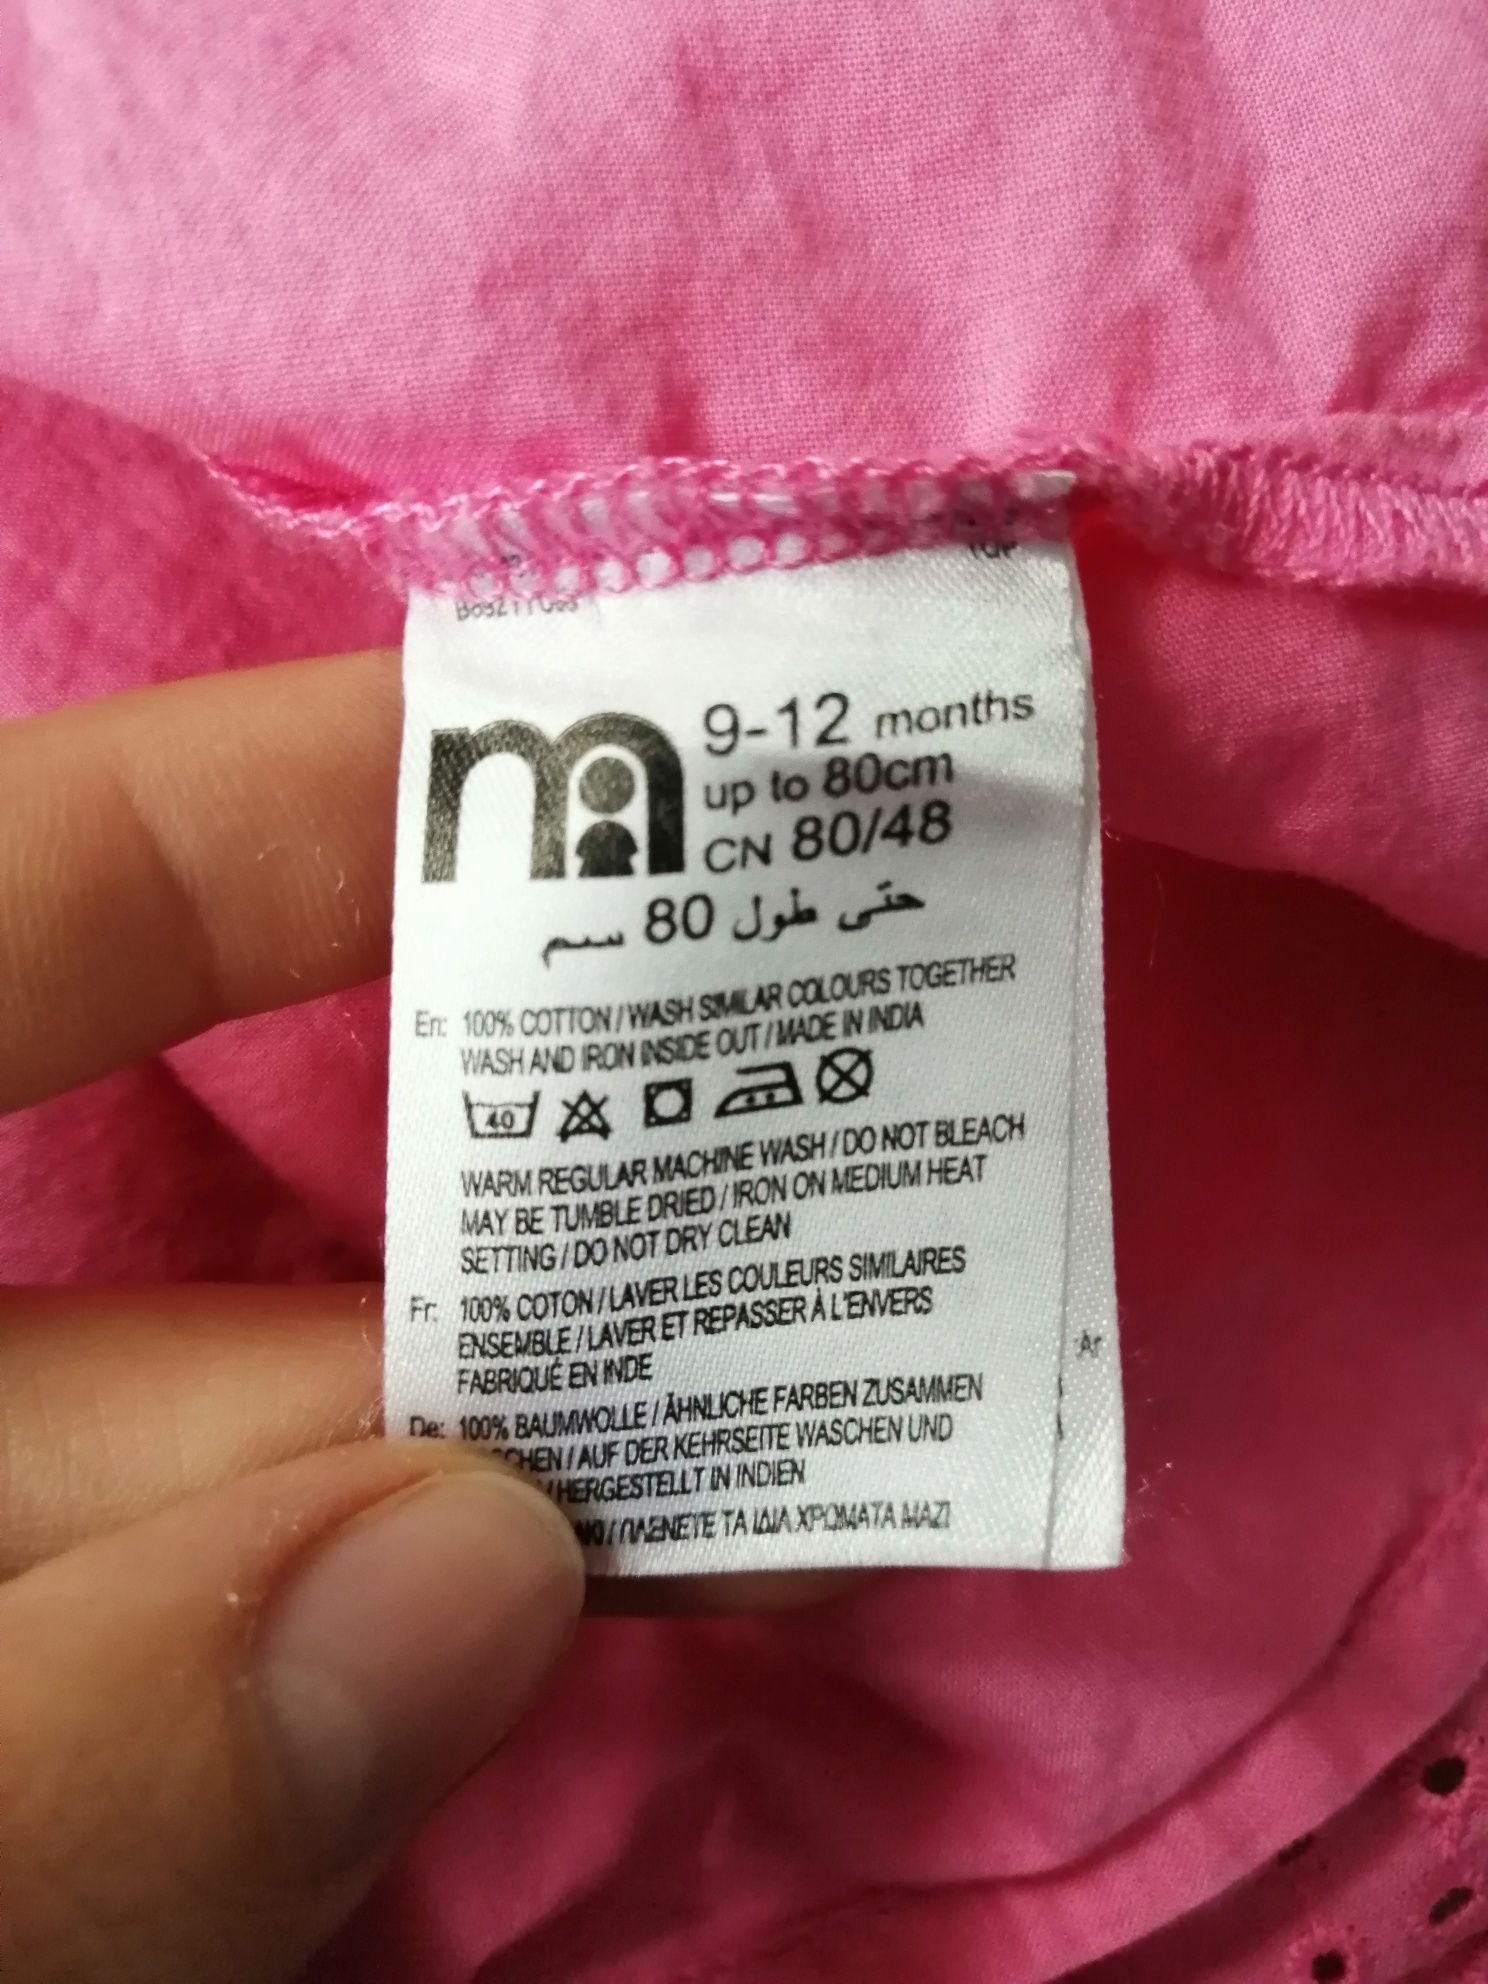 9-12 months
up to 80cm
CN 80/48
حتى طول 80 سم
En: 100% COTTON / WASH SIMILAR COLOURS TOGETHER
WASH AND IRON INSIDE OUT / MADE IN INDIA
40
WARM REGULAR MACHINE WASH / DO NOT BLEACH
MAY BE TUMBLE DRIED / IRON ON MEDIUM HEAT
SETTING / DO NOT DRY CLEAN
Fr: 100% COTON / LAVER LES COULEURS SIMILAIRES
ENSEMBLE / LAVER ET REPASSER À L'ENVERS
FABRIQUÉ EN INDE
De: 100% BAUMWOLLE / ÄHNLICHE FARBEN ZUSAMMEN
/ AUF DER KEHRSEITE WASCHEN UND
/ HERGESTELLT IN INDIEN
/ ΠΛΕΝΕΤΕ ΤΑ ΙΔΙΑ ΧΡΩΜΑΤΑ ΜΑΖΙ
:Ar